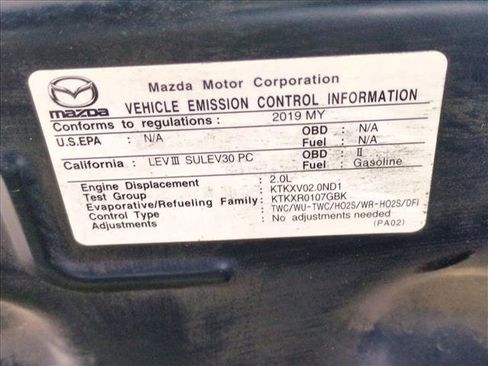 Mazda Motor Corporation
mazda
VEHICLE EMISSION CONTROL INFORMATION
Conforms to regulations : 2019 MY
U.S.EPA : N/A OBD : N/A
Fuel : N/A
California : LEVIII SULEV30 PC OBD : II
Fuel : Gasoline
Engine Displacement : 2.0L
Test Group : KTKXV02.0ND1
Evaporative/Refueling Family: KTKXR0107GBK
Control Type : TWC/WU-TWC/HO2S/WR-HO2S/DFI
Adjustments : No adjustments needed
(PA02)